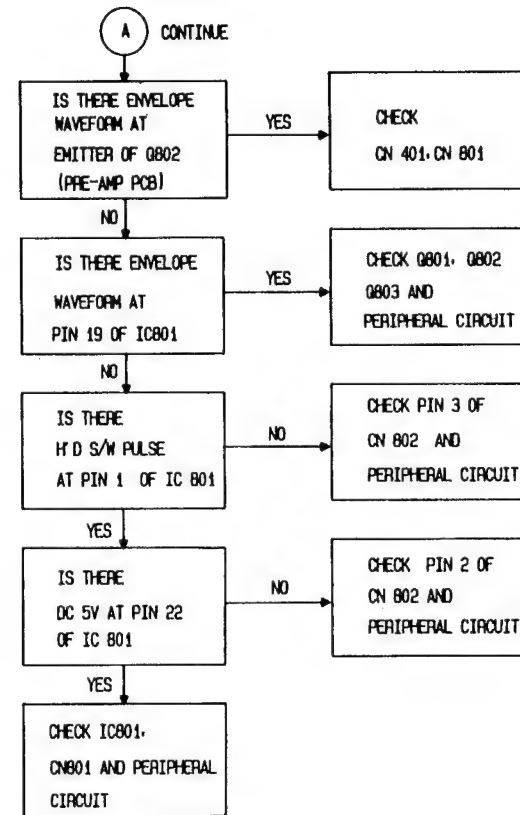 A CONTINUE
IS THERE ENVELOPE
WAVEFORM AT
EMITTER OF Q802
(PRE-AMP PCB)
YES
CHECK
CN 401, CN 801
NO
IS THERE ENVELOPE
WAVEFORM AT
PIN 19 OF IC801
YES
CHECK Q801, Q802
Q803 AND
PERIPHERAL CIRCUIT
NO
IS THERE
H'D S/W PULSE
AT PIN 1 OF IC 801
NO
CHECK PIN 3 OF
CN 802 AND
PERIPHERAL CIRCUIT
YES
IS THERE
DC 5V AT PIN 22
OF IC 801
NO
CHECK PIN 2 OF
CN 802 AND
PERIPHERAL CIRCUIT
YES
CHECK IC801,
CN801 AND PERIPHERAL
CIRCUIT